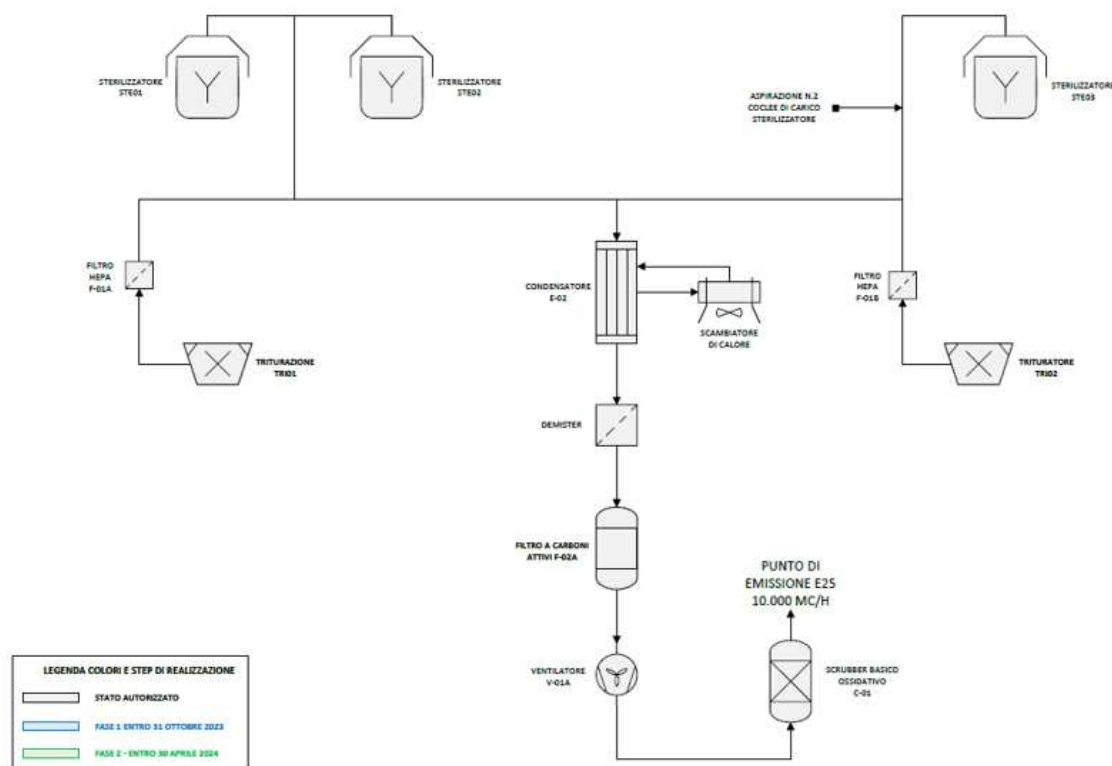 STERILIZZATORE
STE01
STERILIZZATORE
STE02
ASPIRAZIONE N.2
COCLEE DI CARICO
STERILIZZATORE
STERILIZZATORE
STE03
FILTRO
HEPA
F-01A
CONDENSATORE
E-02
SCAMBIATORE
DI CALORE
FILTRO
HEPA
F-01B
TRITURAZIONE
TRI01
TRITURATORE
TRI02
DEMISTER
FILTRO A CARBONI
ATTIVI F-02A
PUNTO DI
EMISSIONE E25
10.000 MC/H
VENTILATORE
V-01A
SCRUBBER BASICO
OSSIDATIVO
C-01
LEGENDA COLORI E STEP DI REALIZZAZIONE
STATO AUTORIZZATO
FASE 1 ENTRO 31 OTTOBRE 2023
FASE 2 - ENTRO 30 APRILE 2024